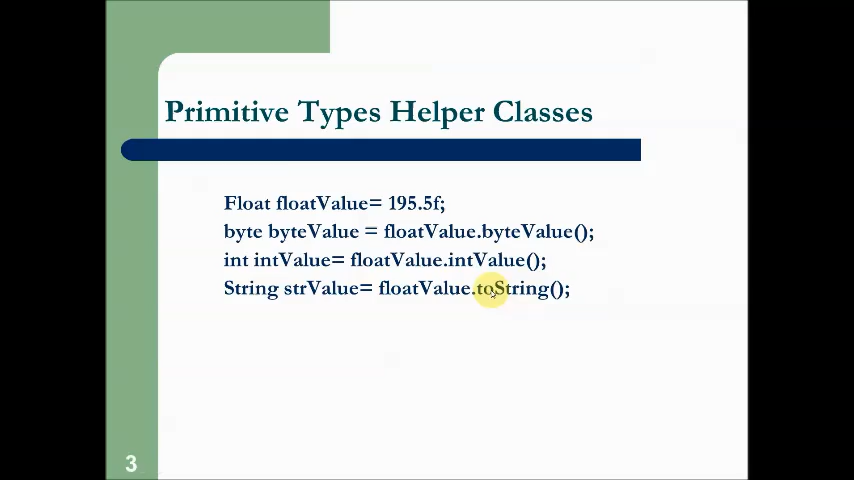 Primitive Types Helper Classes
Float floatValue= 195.5f;
byte byteValue = floatValue.byteValue();
int intValue= floatValue.intValue();
String strValue= floatValue.toString();
3